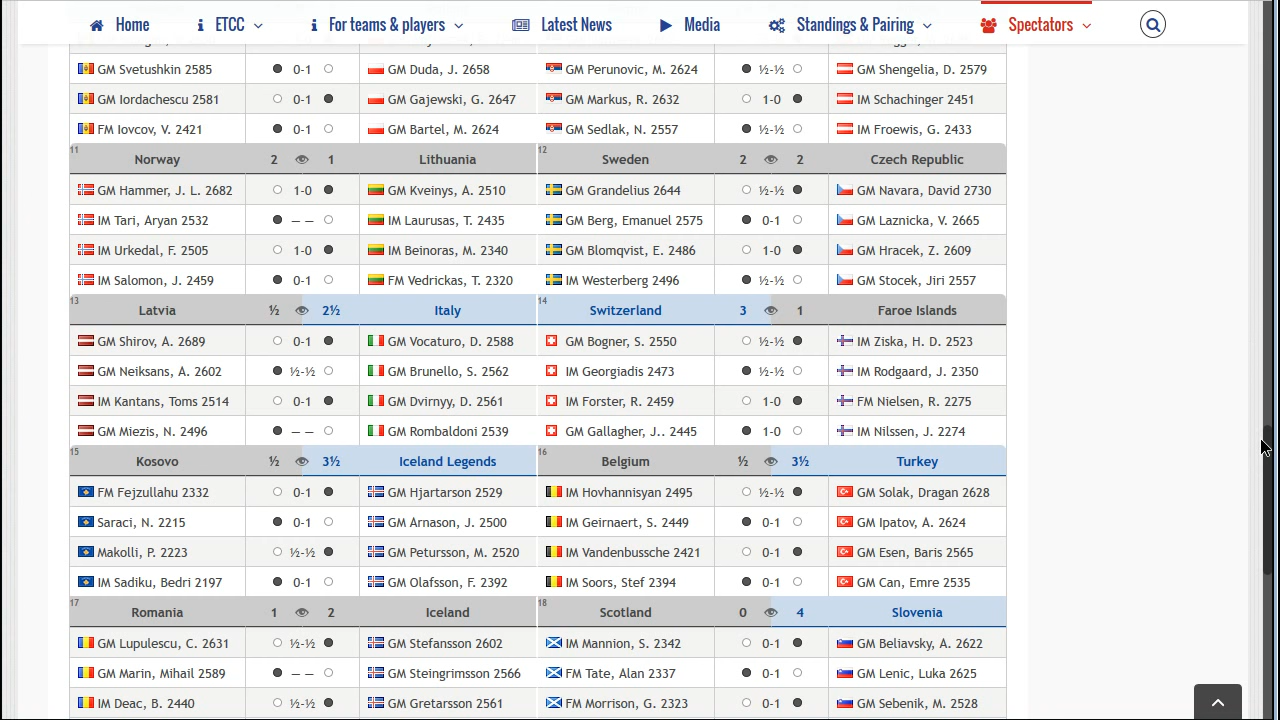 Home ETCC For teams & players Latest News Media Standings & Pairing Spectators
GM Svetushkin 2585 0-1 GM Duda, J. 2658 GM Perunovic, M. 2624 ½-½ GM Shengelia, D. 2579
GM Iordachescu 2581 0-1 GM Gajewski, G. 2647 GM Markus, R. 2632 1-0 IM Schachinger 2451
FM Iovcov, V. 2421 0-1 GM Bartel, M. 2624 GM Sedlak, N. 2557 ½-½ IM Froewis, G. 2433
11 Norway 2 1 Lithuania 12 Sweden 2 2 Czech Republic
GM Hammer, J. L. 2682 1-0 GM Kveinys, A. 2510 GM Grandelius 2644 ½-½ GM Navara, David 2730
IM Tari, Aryan 2532 – – IM Laurusas, T. 2435 GM Berg, Emanuel 2575 0-1 GM Laznicka, V. 2665
IM Urkedal, F. 2505 1-0 IM Beinoras, M. 2340 GM Blomqvist, E. 2486 1-0 GM Hracek, Z. 2609
IM Salomon, J. 2459 0-1 FM Vedrickas, T. 2320 IM Westerberg 2496 ½-½ GM Stocek, Jiri 2557
13 Latvia ½ 2½ Italy 14 Switzerland 3 1 Faroe Islands
GM Shirov, A. 2689 0-1 GM Vocaturo, D. 2588 GM Bogner, S. 2550 ½-½ IM Ziska, H. D. 2523
GM Neiksans, A. 2602 ½-½ GM Brunello, S. 2562 IM Georgiadis 2473 ½-½ IM Rodgaard, J. 2350
IM Kantans, Toms 2514 0-1 GM Dvirnyy, D. 2561 IM Forster, R. 2459 1-0 FM Nielsen, R. 2275
GM Miezis, N. 2496 – – GM Rombaldoni 2539 GM Gallagher, J.. 2445 1-0 IM Nilssen, J. 2274
15 Kosovo ½ 3½ Iceland Legends 16 Belgium ½ 3½ Turkey
FM Fejzullahu 2332 0-1 GM Hjartarson 2529 IM Hovhannisyan 2495 ½-½ GM Solak, Dragan 2628
Saraci, N. 2215 0-1 GM Arnason, J. 2500 IM Geirnaert, S. 2449 0-1 GM Ipatov, A. 2624
Makolli, P. 2223 ½-½ GM Petursson, M. 2520 IM Vandenbussche 2421 0-1 GM Esen, Baris 2565
IM Sadiku, Bedri 2197 0-1 GM Olafsson, F. 2392 IM Soors, Stef 2394 0-1 GM Can, Emre 2535
17 Romania 1 2 Iceland 18 Scotland 0 4 Slovenia
GM Lupulescu, C. 2631 ½-½ GM Stefansson 2602 IM Mannion, S. 2342 0-1 GM Beliavsky, A. 2622
GM Marin, Mihail 2589 – – GM Steingrimsson 2566 FM Tate, Alan 2337 0-1 GM Lenic, Luka 2625
IM Deac, B. 2440 ½-½ GM Gretarsson 2561 FM Morrison, G. 2323 0-1 GM Sebenik, M. 2528